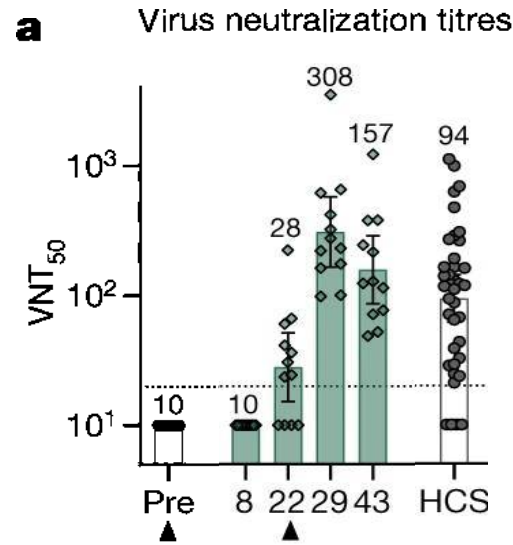 a Virus neutralization titres
308
157
94
10³
28
VNT₅₀
10²
10 10
10¹
Pre 8 22 29 43 HCS